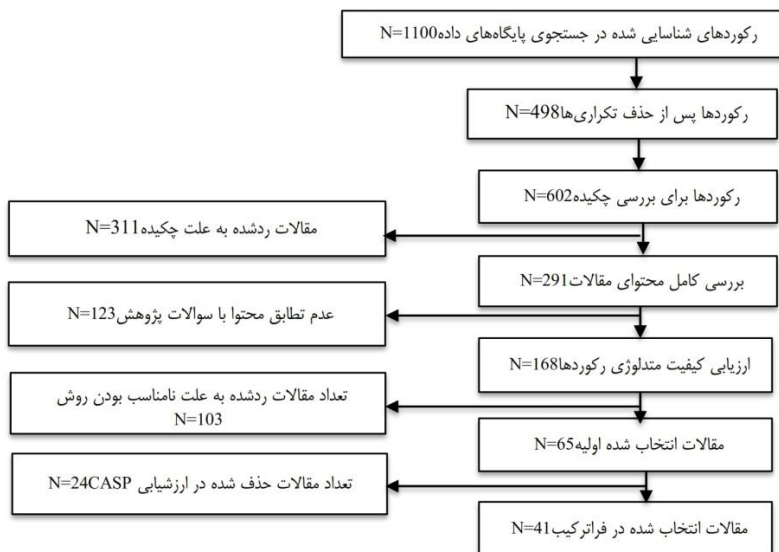 رکوردهای شناسایی شده در جستجوی پایگاه‌های داده N=1100
رکوردها پس از حذف تکراری‌ها N=498
رکوردها برای بررسی چکیده N=602
مقالات ردشده به علت چکیده N=311
بررسی کامل محتوای مقالات N=291
عدم تطابق محتوا با سوالات پژوهش N=123
ارزیابی کیفیت متدلوژی رکوردها N=168
تعداد مقالات ردشده به علت نامناسب بودن روش
N=103
مقالات انتخاب شده اولیه N=65
تعداد مقالات حذف شده در ارزشیابی N=24CASP
مقالات انتخاب شده در فراترکیب N=41